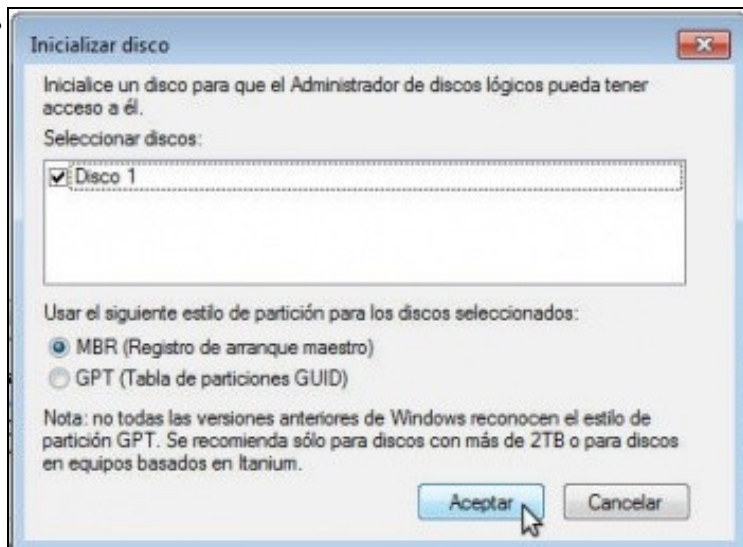 Inicializar disco
Inicialice un disco para que el Administrador de discos lógicos pueda tener
acceso a él.
Seleccionar discos:
Disco 1
Usar el siguiente estilo de partición para los discos seleccionados:
MBR (Registro de arranque maestro)
GPT (Tabla de particiones GUID)
Nota: no todas las versiones anteriores de Windows reconocen el estilo de
partición GPT. Se recomienda sólo para discos con más de 2TB o para discos
en equipos basados en Itanium.
Aceptar Cancelar